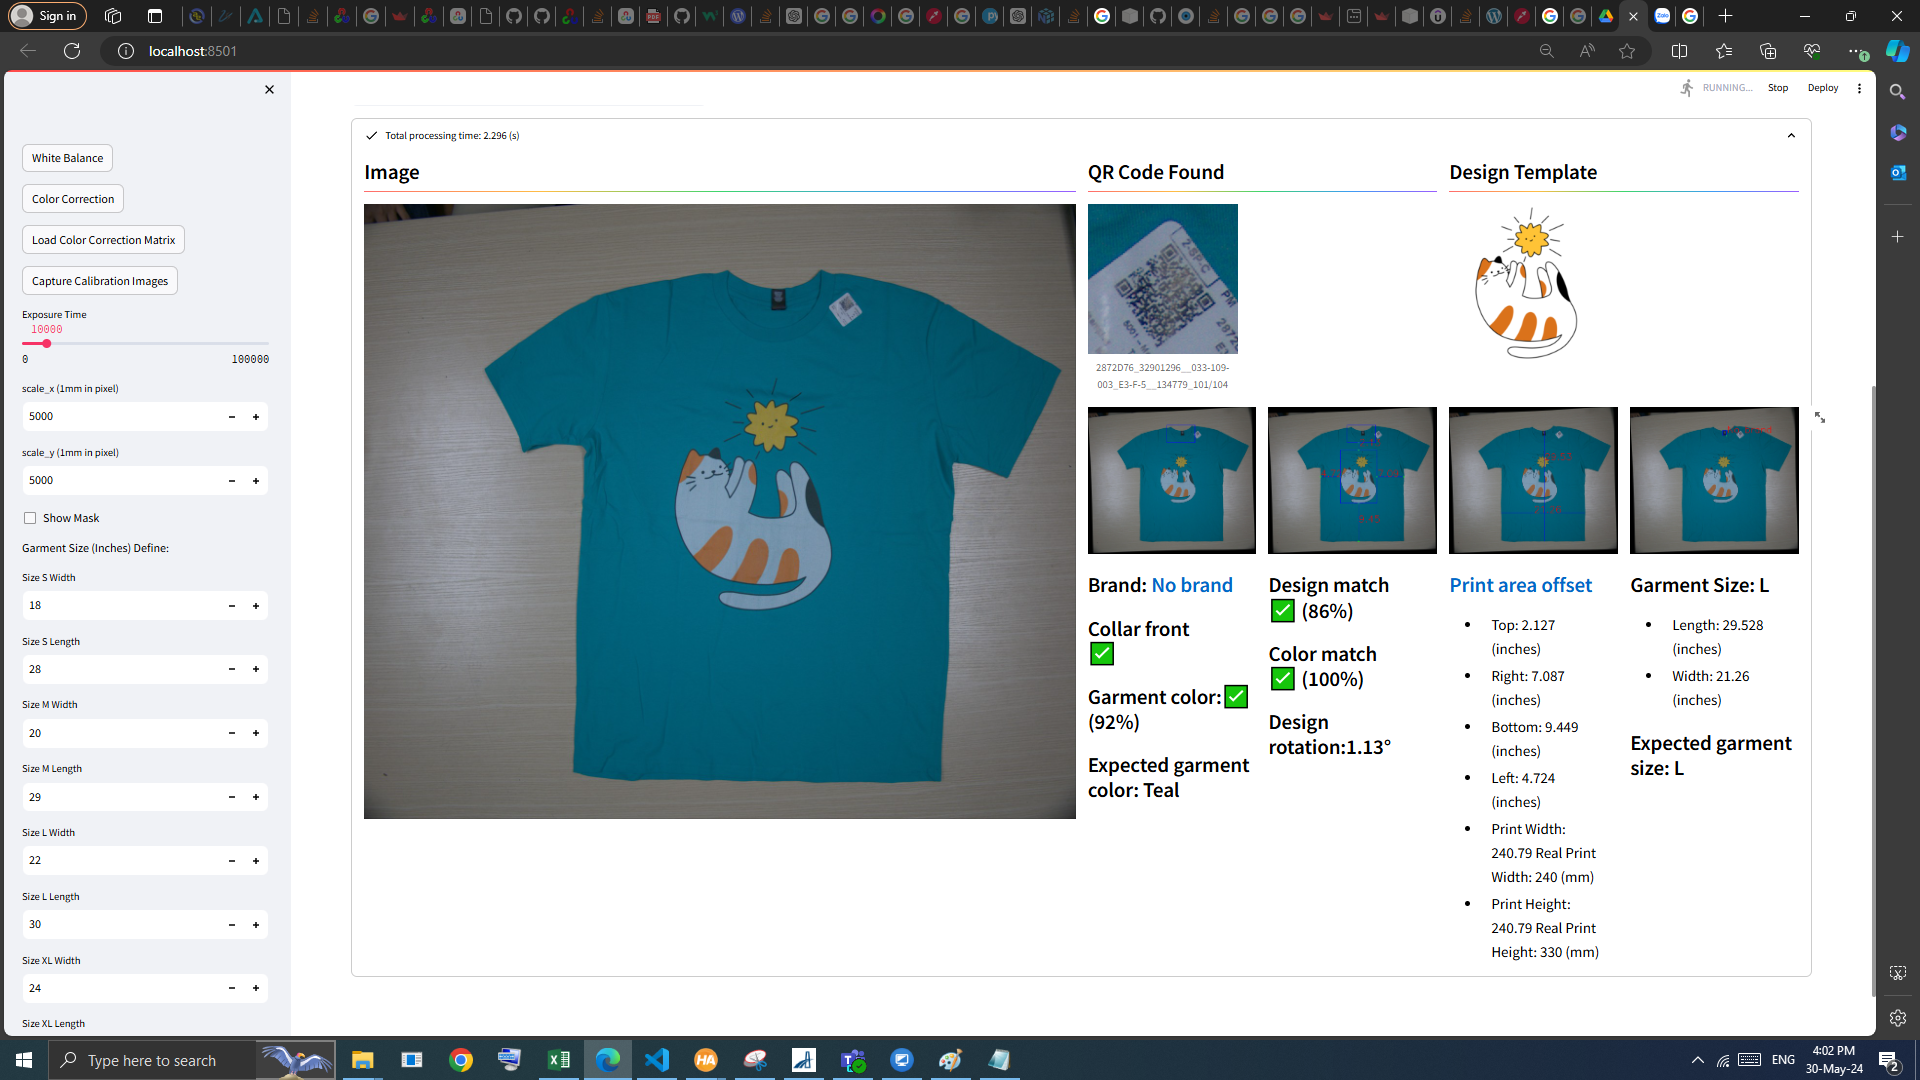 Sign in
localhost:8501
RUNNING...
Stop
Deploy
White Balance
Color Correction
Load Color Correction Matrix
Capture Calibration Images
Exposure Time
10000
0
100000
scale_x (1mm in pixel)
5000
scale_y (1mm in pixel)
5000
Show Mask
Garment Size (Inches) Define:
Size S Width
18
Size S Length
28
Size M Width
20
Size M Length
29
Size L Width
22
Size L Length
30
Size XL Width
24
Size XL Length
Total processing time: 2.296 (s)
Image
QR Code Found
2872D76_32901296__033-109-
003_E3-F-5__134779_101/104
Design Template
Brand: No brand
Collar front
Garment color:
(92%)
Expected garment
color: Teal
Design match
(86%)
Color match
(100%)
Design
rotation:1.13°
Print area offset
Top: 2.127
(inches)
Right: 7.087
(inches)
Bottom: 9.449
(inches)
Left: 4.724
(inches)
Print Width:
240.79 Real Print
Width: 240 (mm)
Print Height:
240.79 Real Print
Height: 330 (mm)
Garment Size: L
Length: 29.528
(inches)
Width: 21.26
(inches)
Expected garment
size: L
Type here to search
ENG
4:02 PM
30-May-24
2